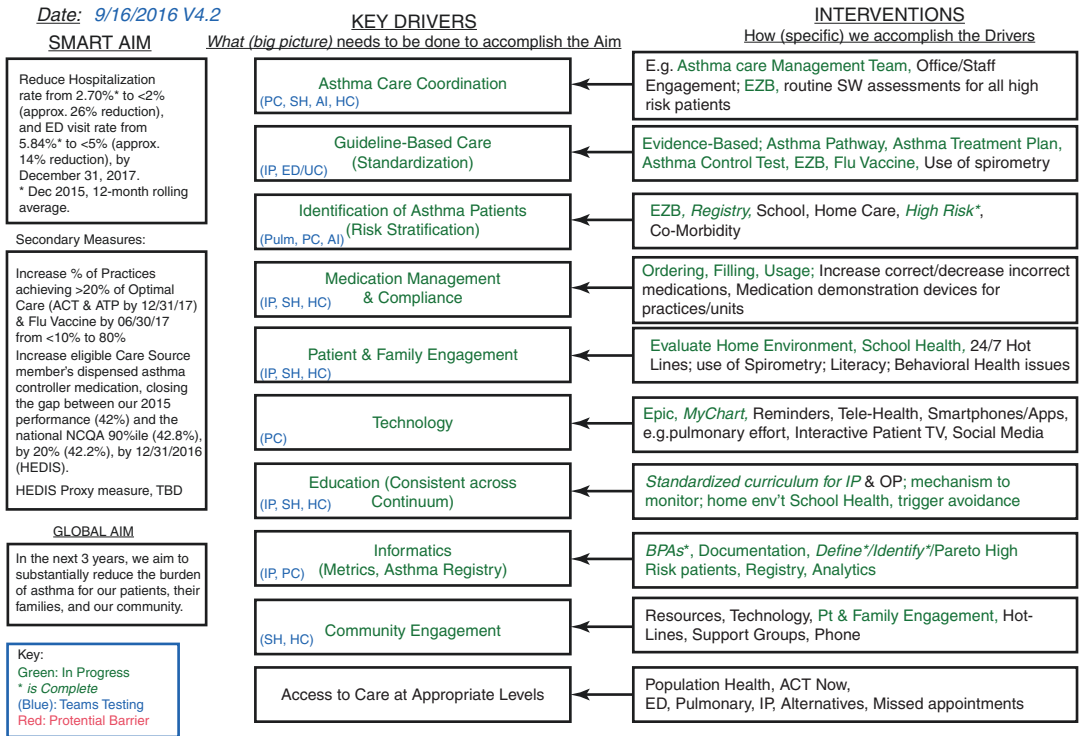 Date: 9/16/2016 V4.2
SMART AIM
Reduce Hospitalization
rate from 2.70%* to <2%
(approx. 26% reduction),
and ED visit rate from
5.84%* to <5% (approx.
14% reduction), by
December 31, 2017.
* Dec 2015, 12-month rolling
average.
Secondary Measures:
Increase % of Practices
achieving >20% of Optimal
Care (ACT & ATP by 12/31/17)
& Flu Vaccine by 06/30/17
from <10% to 80%
Increase eligible Care Source
member's dispensed asthma
controller medication, closing
the gap between our 2015
performance (42%) and the
national NCQA 90%ile (42.8%),
by 20% (42.2%), by 12/31/2016
(HEDIS).
HEDIS Proxy measure, TBD
GLOBAL AIM
In the next 3 years, we aim to
substantially reduce the burden
of asthma for our patients, their
families, and our community.
Key:
Green: In Progress
* is Complete
(Blue): Teams Testing
Red: Protential Barrier
KEY DRIVERS
What (big picture) needs to be done to accomplish the Aim
Asthma Care Coordination
(PC, SH, AI, HC)
Guideline-Based Care
(Standardization)
(IP, ED/UC)
Identification of Asthma Patients
(Risk Stratification)
(Pulm, PC, AI)
Medication Management
& Compliance
(IP, SH, HC)
Patient & Family Engagement
(IP, SH, HC)
Technology
(PC)
Education (Consistent across
Continuum)
(IP, SH, HC)
Informatics
(Metrics, Asthma Registry)
(IP, PC)
Community Engagement
(SH, HC)
Access to Care at Appropriate Levels
INTERVENTIONS
How (specific) we accomplish the Drivers
E.g. Asthma care Management Team, Office/Staff
Engagement; EZB, routine SW assessments for all high
risk patients
Evidence-Based; Asthma Pathway, Asthma Treatment Plan,
Asthma Control Test, EZB, Flu Vaccine, Use of spirometry
EZB, Registry, School, Home Care, High Risk*,
Co-Morbidity
Ordering, Filling, Usage; Increase correct/decrease incorrect
medications, Medication demonstration devices for
practices/units
Evaluate Home Environment, School Health, 24/7 Hot
Lines; use of Spirometry; Literacy; Behavioral Health issues
Epic, MyChart, Reminders, Tele-Health, Smartphones/Apps,
e.g.pulmonary effort, Interactive Patient TV, Social Media
Standardized curriculum for IP & OP; mechanism to
monitor; home env't School Health, trigger avoidance
BPAs*, Documentation, Define*/Identify*/Pareto High
Risk patients, Registry, Analytics
Resources, Technology, Pt & Family Engagement, Hot-
Lines, Support Groups, Phone
Population Health, ACT Now,
ED, Pulmonary, IP, Alternatives, Missed appointments